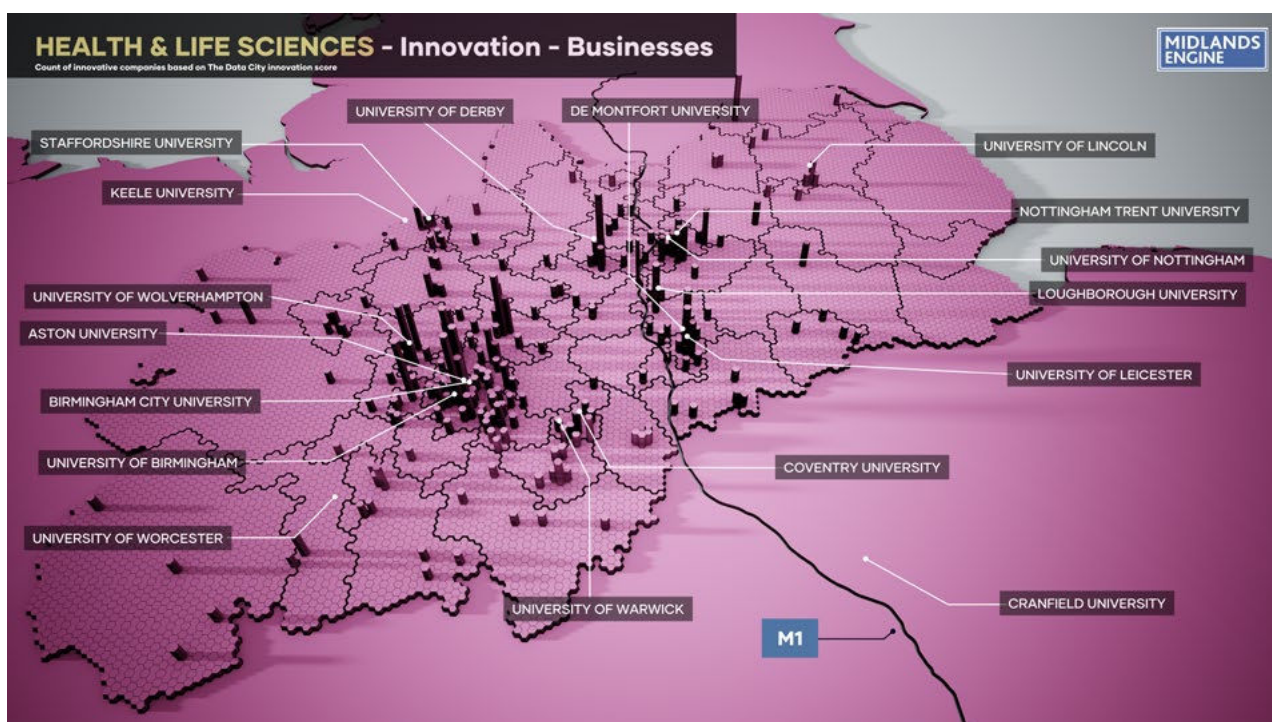 HEALTH & LIFE SCIENCES - Innovation - Businesses
Count of innovative companies based on The Data City innovation score
MIDLANDS
ENGINE
UNIVERSITY OF DERBY
DE MONTFORT UNIVERSITY
STAFFORDSHIRE UNIVERSITY
UNIVERSITY OF LINCOLN
KEELE UNIVERSITY
NOTTINGHAM TRENT UNIVERSITY
UNIVERSITY OF NOTTINGHAM
UNIVERSITY OF WOLVERHAMPTON
LOUGHBOROUGH UNIVERSITY
ASTON UNIVERSITY
UNIVERSITY OF LEICESTER
BIRMINGHAM CITY UNIVERSITY
UNIVERSITY OF BIRMINGHAM
COVENTRY UNIVERSITY
UNIVERSITY OF WORCESTER
UNIVERSITY OF WARWICK
CRANFIELD UNIVERSITY
M1